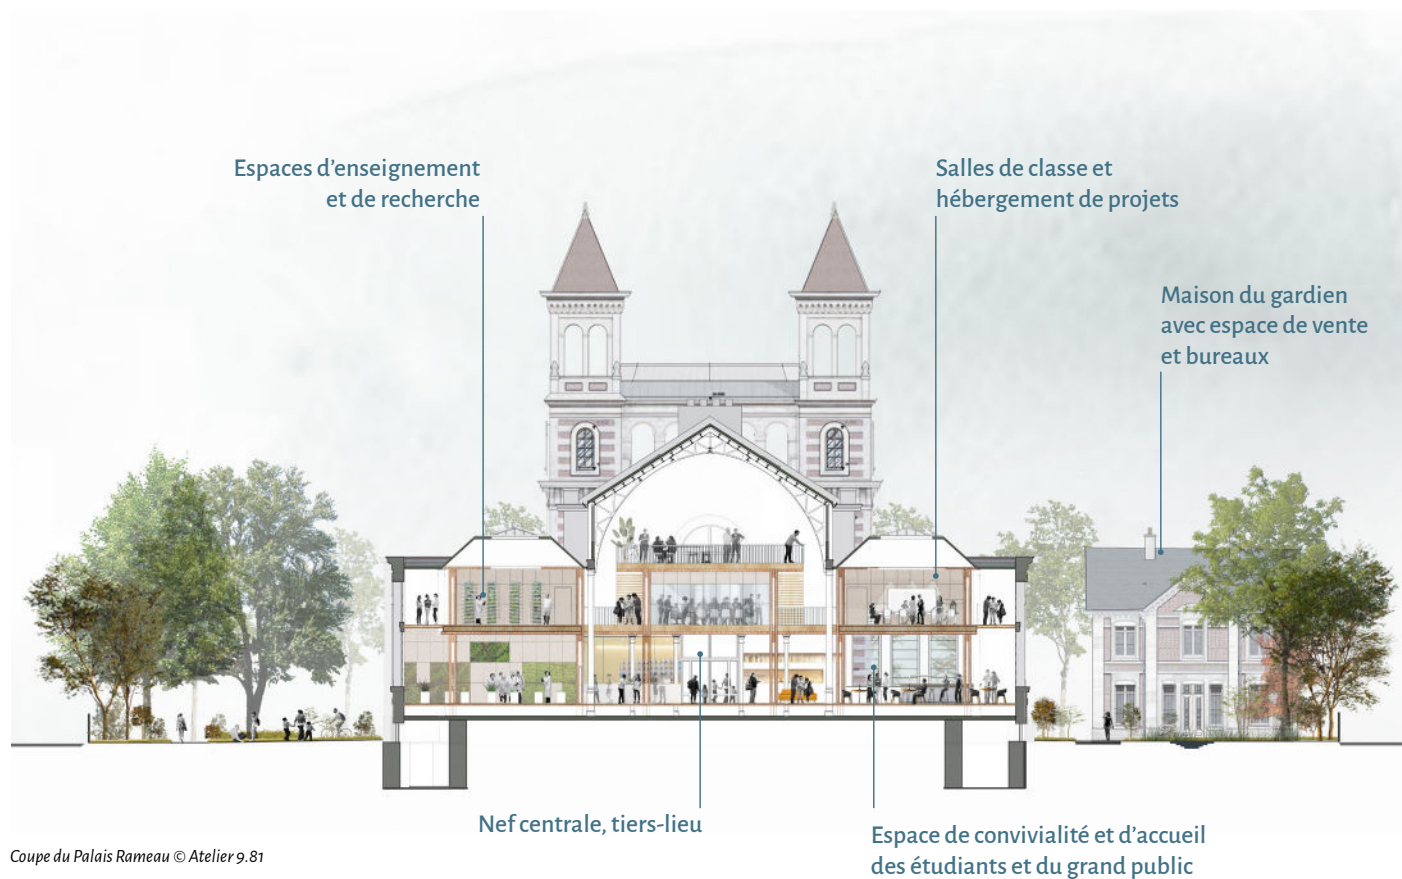 Espaces d’enseignement
et de recherche
Salles de classe et
hébergement de projets
Maison du gardien
avec espace de vente
et bureaux
Nef centrale, tiers-lieu
Espace de convivialité et d’accueil
des étudiants et du grand public
Coupe du Palais Rameau © Atelier 9.81